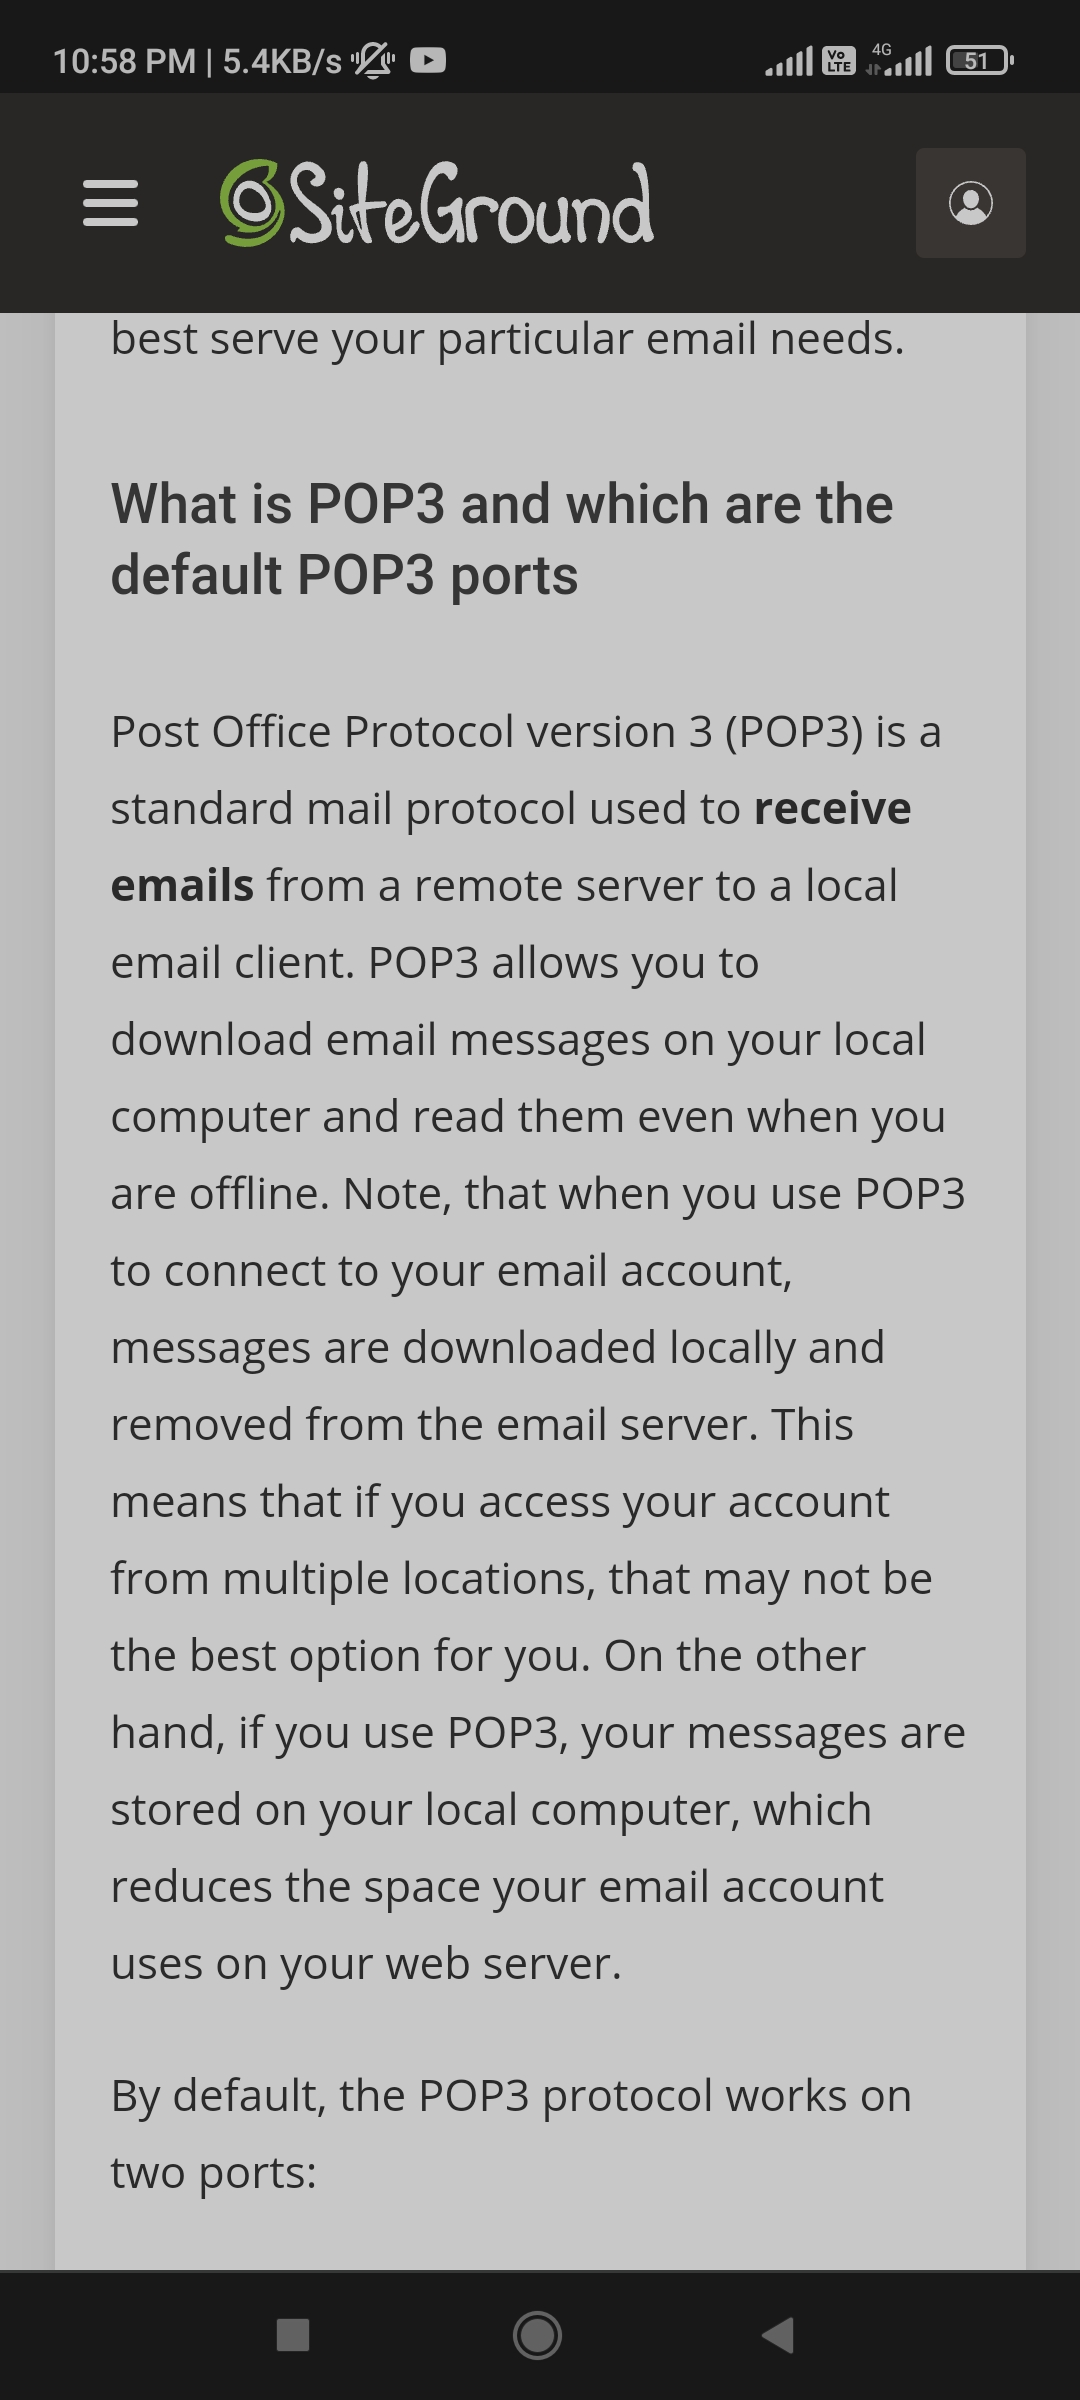 10:58 PM | 5.4KB/s
Vo LTE
4G
51
SiteGround
best serve your particular email needs.
What is POP3 and which are the
default POP3 ports
Post Office Protocol version 3 (POP3) is a
standard mail protocol used to receive
emails from a remote server to a local
email client. POP3 allows you to
download email messages on your local
computer and read them even when you
are offline. Note, that when you use POP3
to connect to your email account,
messages are downloaded locally and
removed from the email server. This
means that if you access your account
from multiple locations, that may not be
the best option for you. On the other
hand, if you use POP3, your messages are
stored on your local computer, which
reduces the space your email account
uses on your web server.
By default, the POP3 protocol works on
two ports: